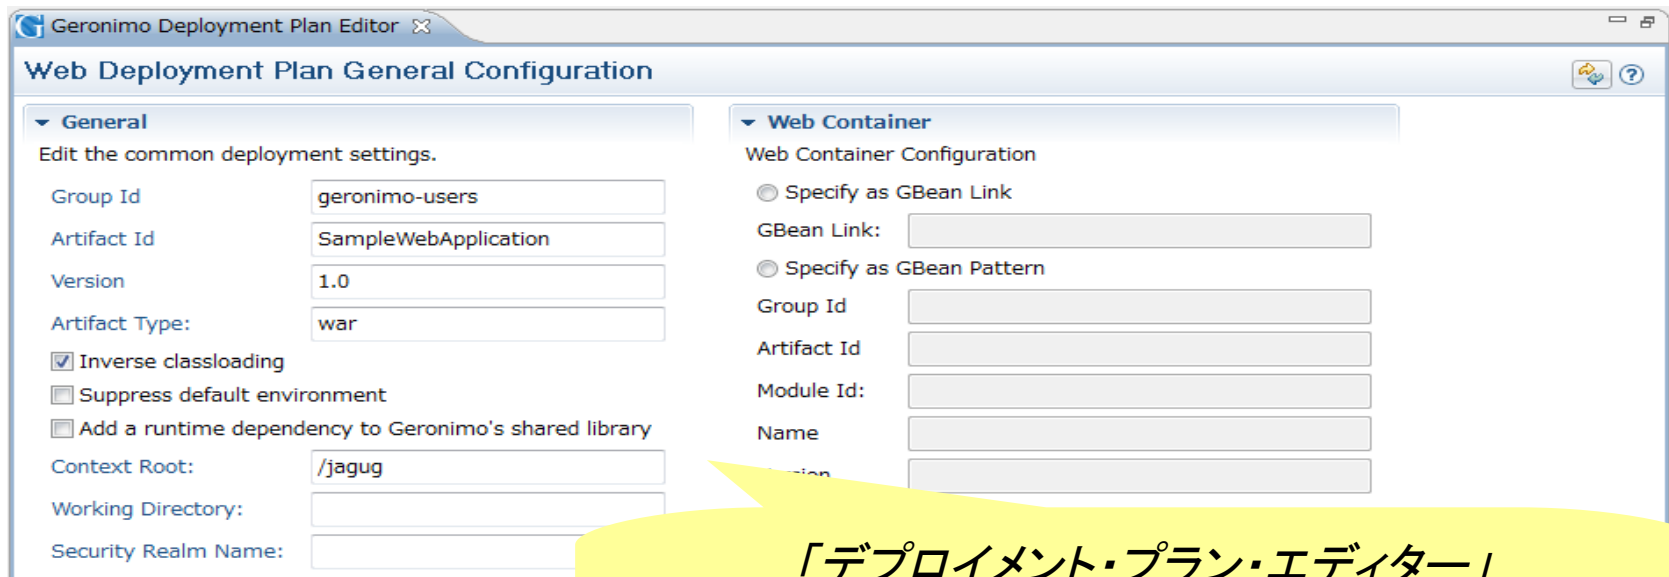 Geronimo Deployment Plan Editor
Web Deployment Plan General Configuration
General
Edit the common deployment settings.
Group Id geronimo-users
Artifact Id SampleWebApplication
Version 1.0
Artifact Type: war
Inverse classloading
Suppress default environment
Add a runtime dependency to Geronimo's shared library
Context Root: /jagug
Working Directory:
Security Realm Name:
Web Container
Web Container Configuration
Specify as GBean Link
GBean Link:
Specify as GBean Pattern
Group Id
Artifact Id
Module Id:
Name
「デプロイメント・プラン・エディター」